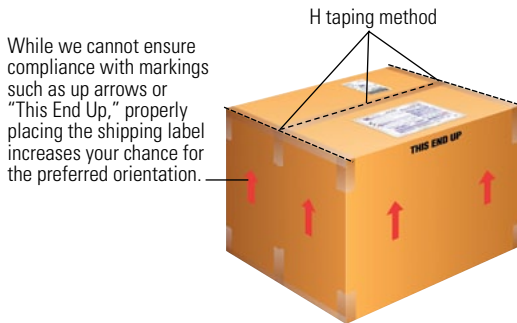 H taping method
While we cannot ensure
compliance with markings
such as up arrows or
“This End Up,” properly
placing the shipping label
increases your chance for
the preferred orientation.
THIS END UP